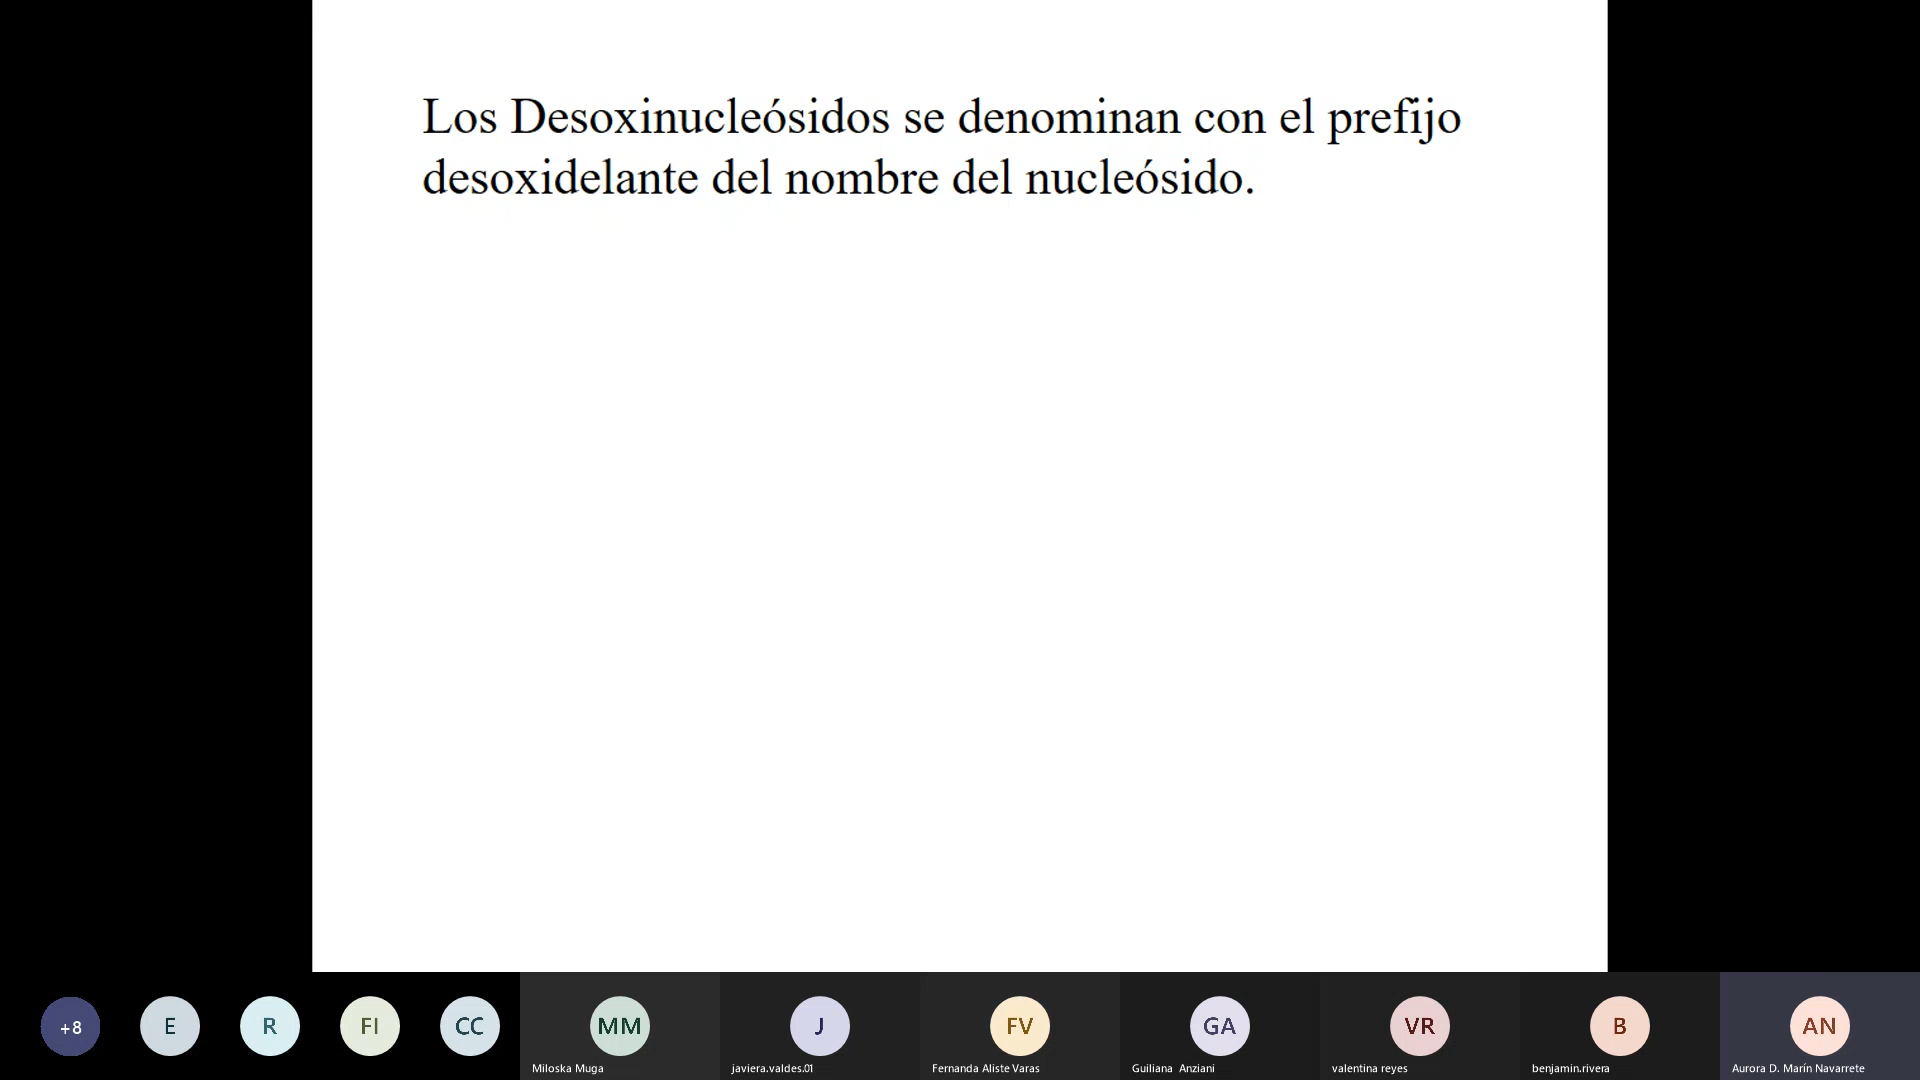 Los Desoxinucleósidos se denominan con el prefijo
desoxidelante del nombre del nucleósido.
+8
E
R
FI
CC
MM
J
FV
GA
VR
B
AN
Miloska Muga
javiera.valdes.01
Fernanda Aliste Varas
Guiliana Anziani
valentina reyes
benjamin.rivera
Aurora D. Marín Navarrete